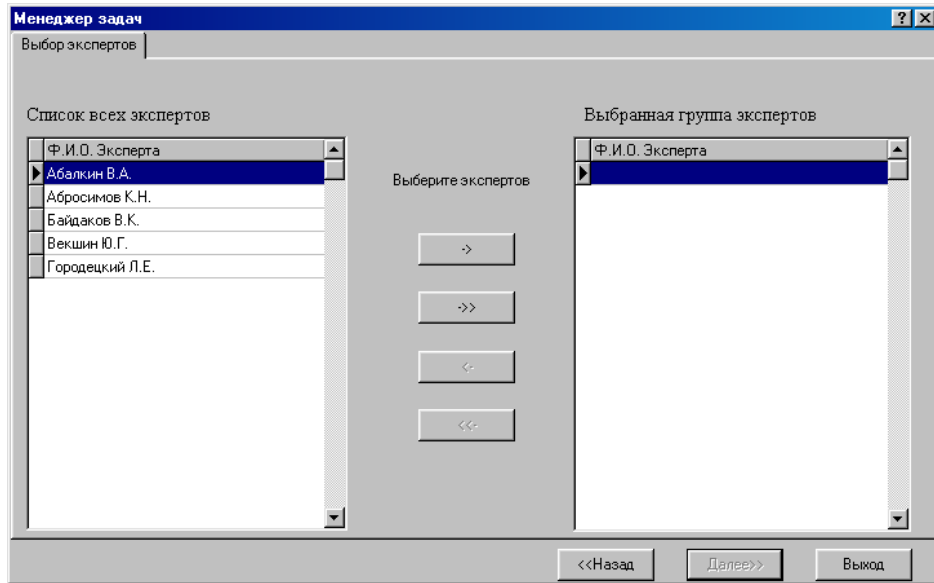 Менеджер задач
Выбор экспертов
Список всех экспертов
Выбранная группа экспертов
Ф.И.О. Эксперта
Ф.И.О. Эксперта
Абалкин В.А.
Абросимов К.Н.
Байдаков В.К.
Векшин Ю.Г.
Городецкий Л.Е.
Выберите экспертов
->
->>
<-
<<-
<<Назад
Далее>>
Выход